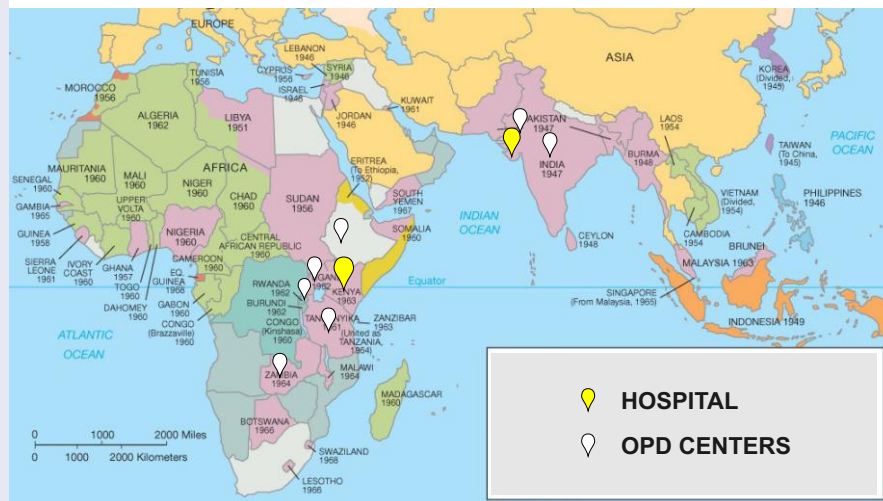 EUROPE
ASIA
LEBANON
1946
SYRIA
1946
CYPRUS
1956
TUNISIA
1956
ISRAEL
1946
MOROCCO
1956
KUWAIT
1961
JORDAN
1946
KOREA
(Divided,
1945)
ALGERIA
1962
LIBYA
1951
AKISTAN
1947
LAOS
1954
PACIFIC
OCEAN
INDIA
1947
BURMA
1948
TAIWAN
(To China,
1945)
MAURITANIA
1960
MALI
1960
AFRICA
NIGER
1960
CHAD
1960
ERITREA
(To Ethiopia,
1952)
SUDAN
1956
SOUTH
YEMEN
1967
SENEGAL
1960
GAMBIA
1965
UPPER
VOLTA
1960
VIETNAM
(Divided,
1954)
PHILIPPINES
1946
GUINEA
1958
NIGERIA
1960
SOMALIA
1960
INDIAN
OCEAN
CAMBODIA
1954
CEYLON
1948
BRUNEI
SIERRA
LEONE
1961
IVORY
COAST
1960
GHANA
1957
TOGO
1960
DAHOMEY
1960
CAMEROON
1960
CENTRAL
AFRICAN REPUBLIC
1960
MALAYSIA 1963
EQ.
GUINEA
1968
GABON
1960
CONGO
(Brazzaville)
1960
RWANDA
1962
BURUNDI
1962
CONGO
(Kinshasa)
1960
UGAN
1962
KENYA
1963
Equator
SINGAPORE
(From Malaysia, 1965)
INDONESIA 1949
TAN NYIKA
1961
(United as
TANZANIA,
1964)
ZANZIBAR
1963
ATLANTIC
OCEAN
ZAMBIA
1964
MALAWI
1964
MADAGASCAR
1960
BOTSWANA
1966
SWAZILAND
1968
LESOTHO
1966
0 1000 2000 Miles
0 1000 2000 Kilometers
HOSPITAL
OPD CENTERS